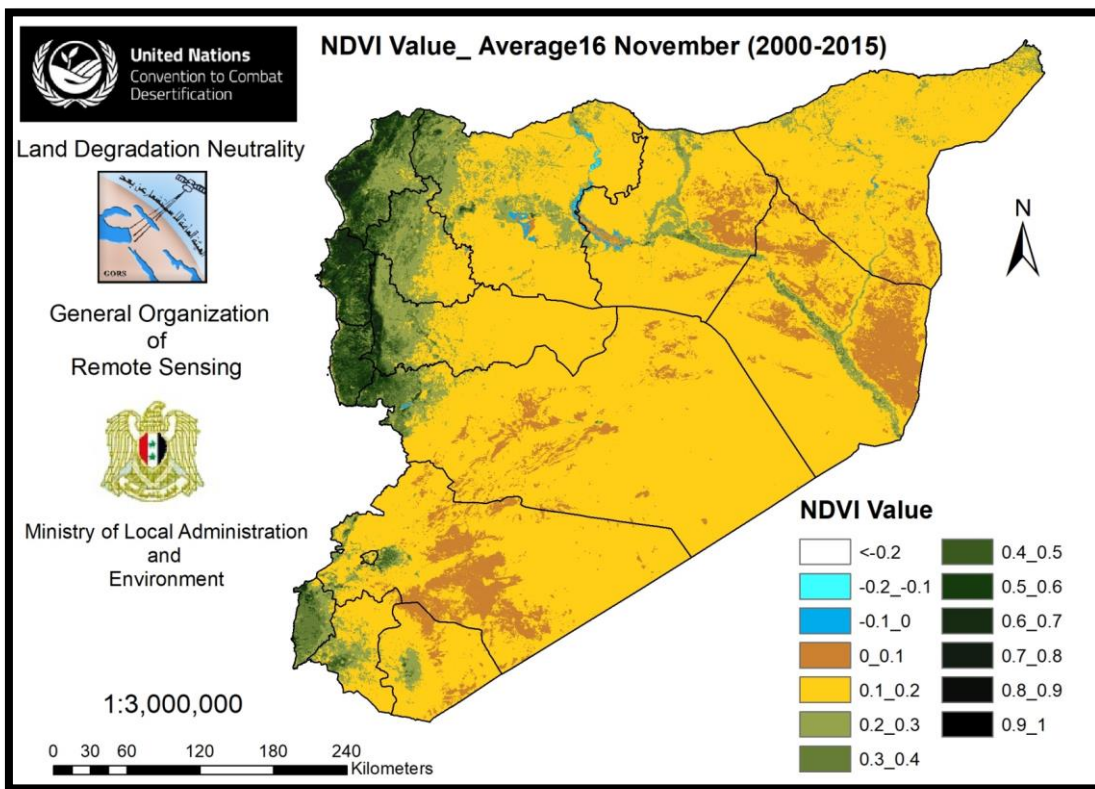 United Nations
Convention to Combat
Desertification
NDVI Value_ Average16 November (2000-2015)
Land Degradation Neutrality
GORS
General Organization
of
Remote Sensing
Ministry of Local Administration
and
Environment
N
1:3,000,000
0 30 60 120 180 240
Kilometers
NDVI Value
<-0.2
-0.2_-0.1
-0.1_0
0_0.1
0.1_0.2
0.2_0.3
0.3_0.4
0.4_0.5
0.5_0.6
0.6_0.7
0.7_0.8
0.8_0.9
0.9_1